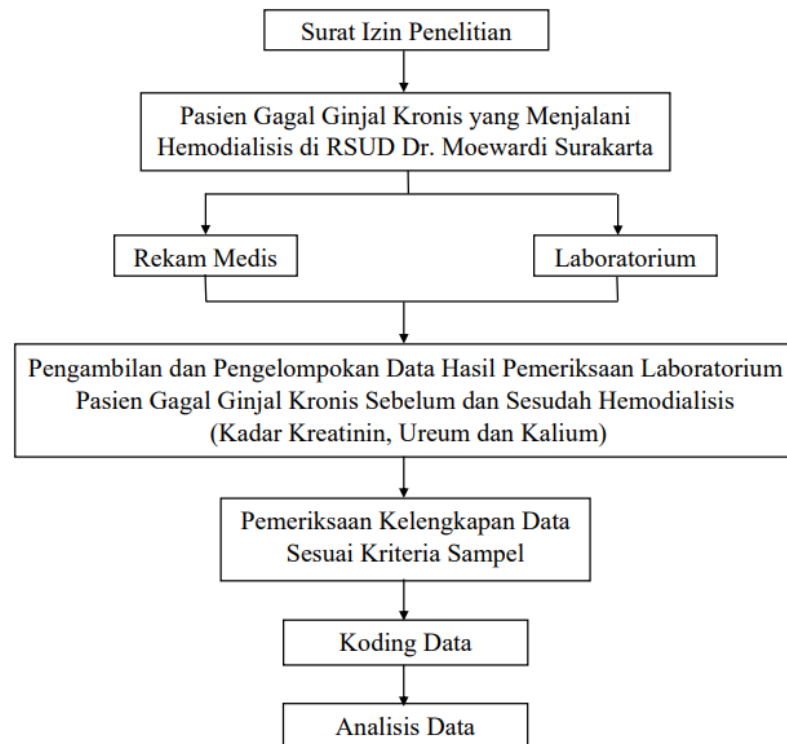 Surat Izin Penelitian
Pasien Gagal Ginjal Kronis yang Menjalani
Hemodialisis di RSUD Dr. Moewardi Surakarta
Rekam Medis
Laboratorium
Pengambilan dan Pengelompokan Data Hasil Pemeriksaan Laboratorium
Pasien Gagal Ginjal Kronis Sebelum dan Sesudah Hemodialisis
(Kadar Kreatinin, Ureum dan Kalium)
Pemeriksaan Kelengkapan Data
Sesuai Kriteria Sampel
Koding Data
Analisis Data